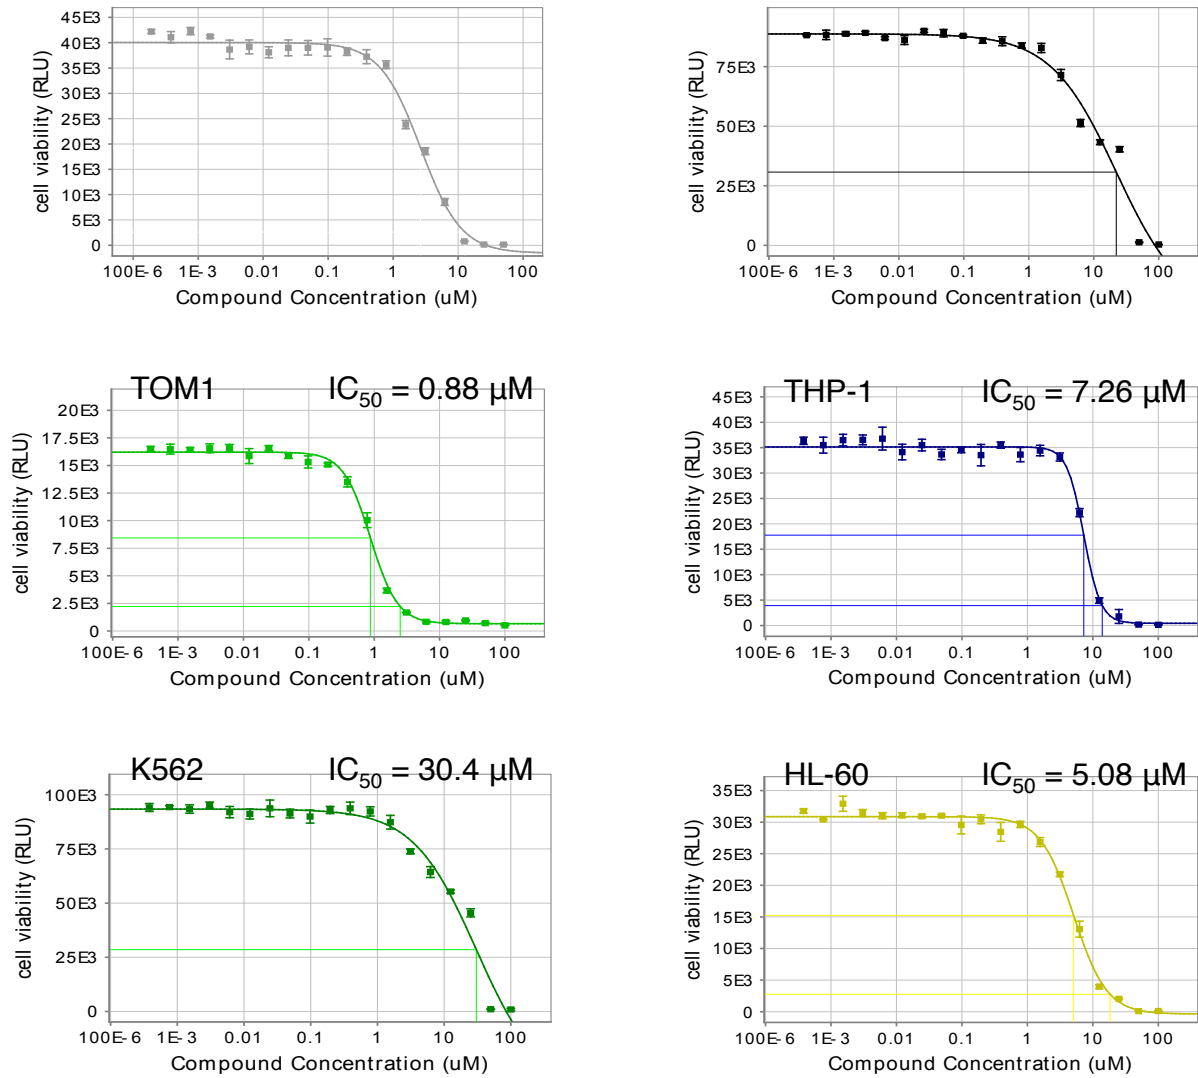 45E3
40E3
35E3
30E3
25E3
20E3
15E3
10E3
5E3
0
cell viability (RLU)
100E-6 1E-3 0.01 0.1 1 10 100
Compound Concentration (uM)
75E3
50E3
25E3
0
cell viability (RLU)
100E-6 1E-3 0.01 0.1 1 10 100
Compound Concentration (uM)
TOM1 IC50 = 0.88 µM
20E3
17.5E3
15E3
12.5E3
10E3
7.5E3
5E3
2.5E3
0
cell viability (RLU)
100E-6 1E-3 0.01 0.1 1 10 100
Compound Concentration (uM)
THP-1 IC50 = 7.26 µM
45E3
40E3
35E3
30E3
25E3
20E3
15E3
10E3
5E3
0
cell viability (RLU)
100E-6 1E-3 0.01 0.1 1 10 100
Compound Concentration (uM)
K562 IC50 = 30.4 µM
100E3
75E3
50E3
25E3
0
cell viability (RLU)
100E-6 1E-3 0.01 0.1 1 10 100
Compound Concentration (uM)
HL-60 IC50 = 5.08 µM
35E3
30E3
25E3
20E3
15E3
10E3
5E3
0
cell viability (RLU)
100E-6 1E-3 0.01 0.1 1 10 100
Compound Concentration (uM)